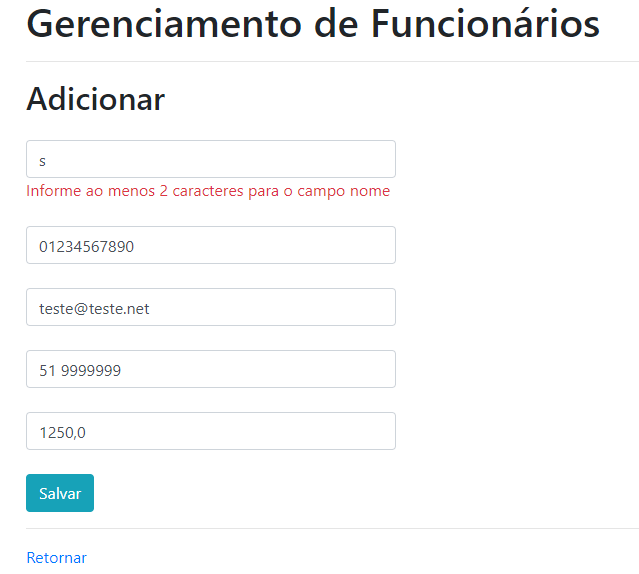 Gerenciamento de Funcionários
Adicionar
s
Informe ao menos 2 caracteres para o campo nome
01234567890
teste@teste.net
51 9999999
1250,0
Salvar
Retornar